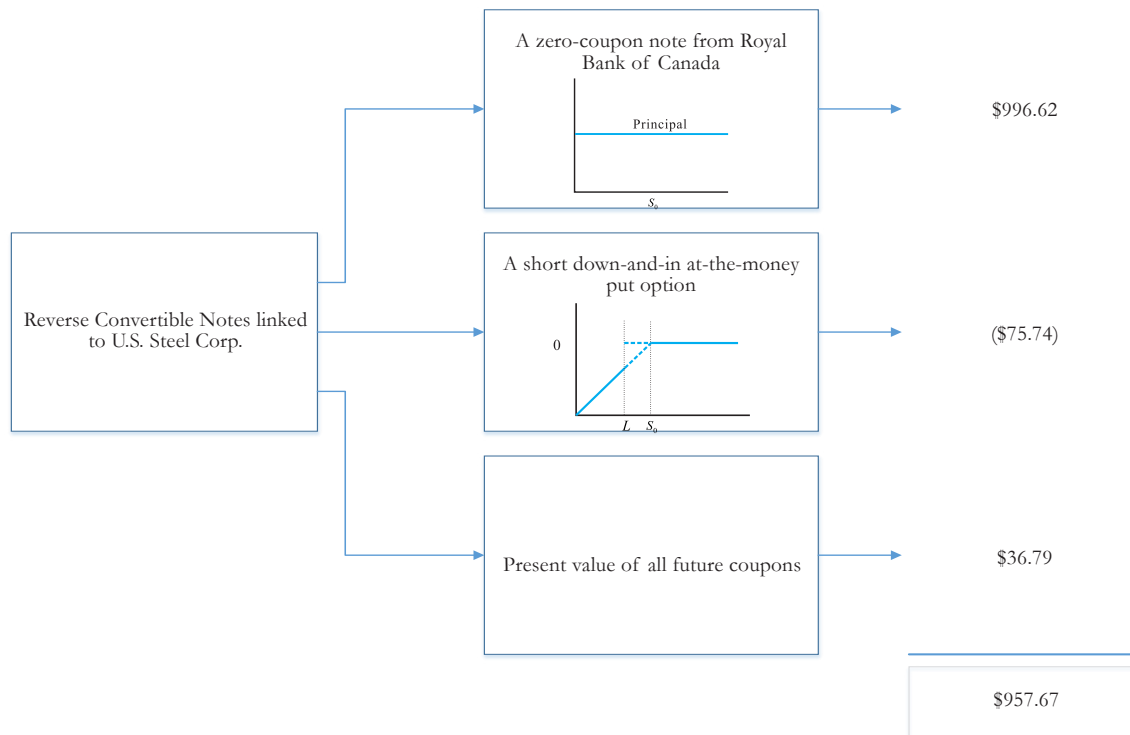 A zero-coupon note from Royal
Bank of Canada
Principal
S₀
$996.62
Reverse Convertible Notes linked
to U.S. Steel Corp.
A short down-and-in at-the-money
put option
0
L S₀
($75.74)
Present value of all future coupons
$36.79
$957.67